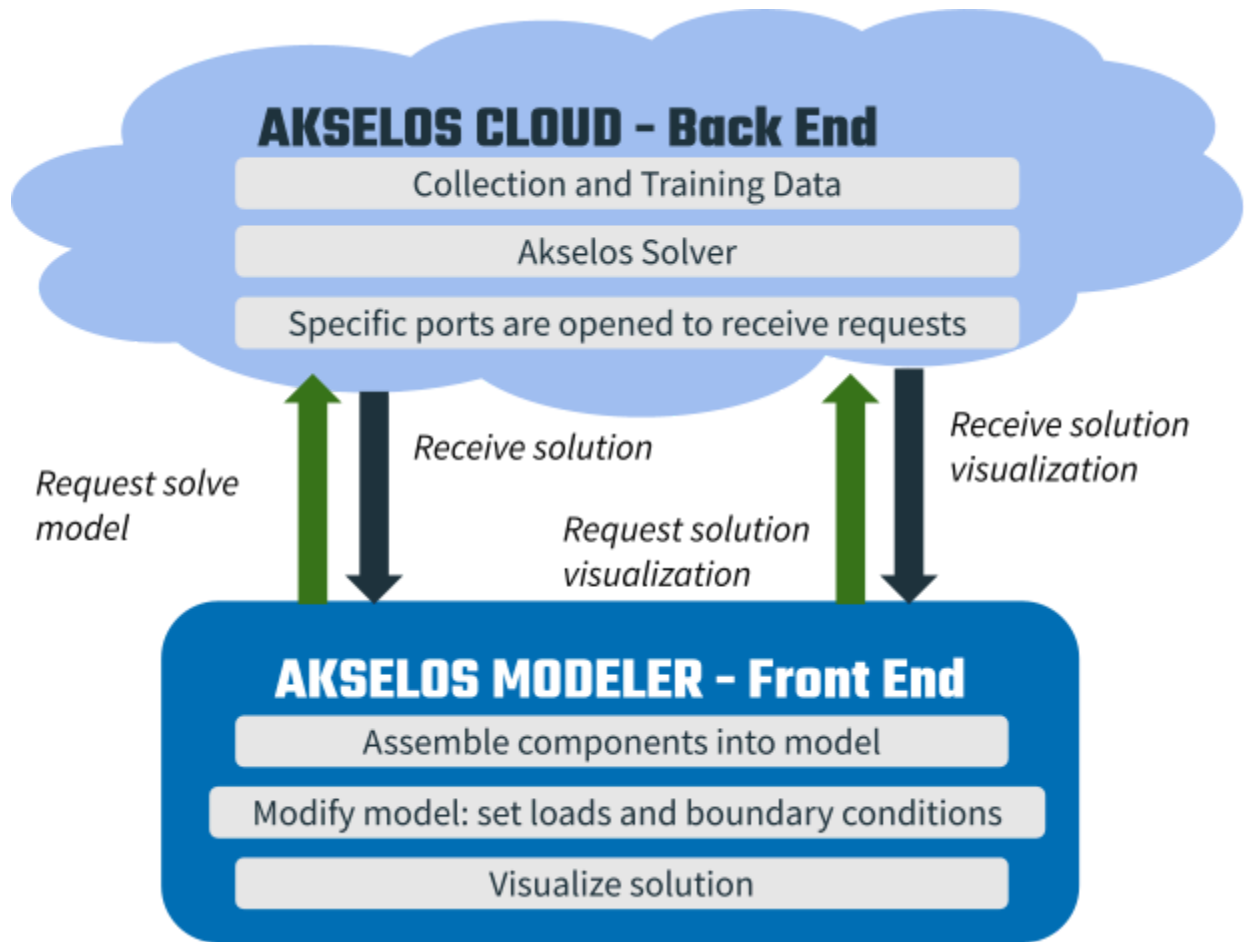 AKSELOS CLOUD - Back End
Collection and Training Data
Akselos Solver
Specific ports are opened to receive requests
Request solve
model
Receive solution
Request solution
visualization
Receive solution
visualization
AKSELOS MODELER - Front End
Assemble components into model
Modify model: set loads and boundary conditions
Visualize solution